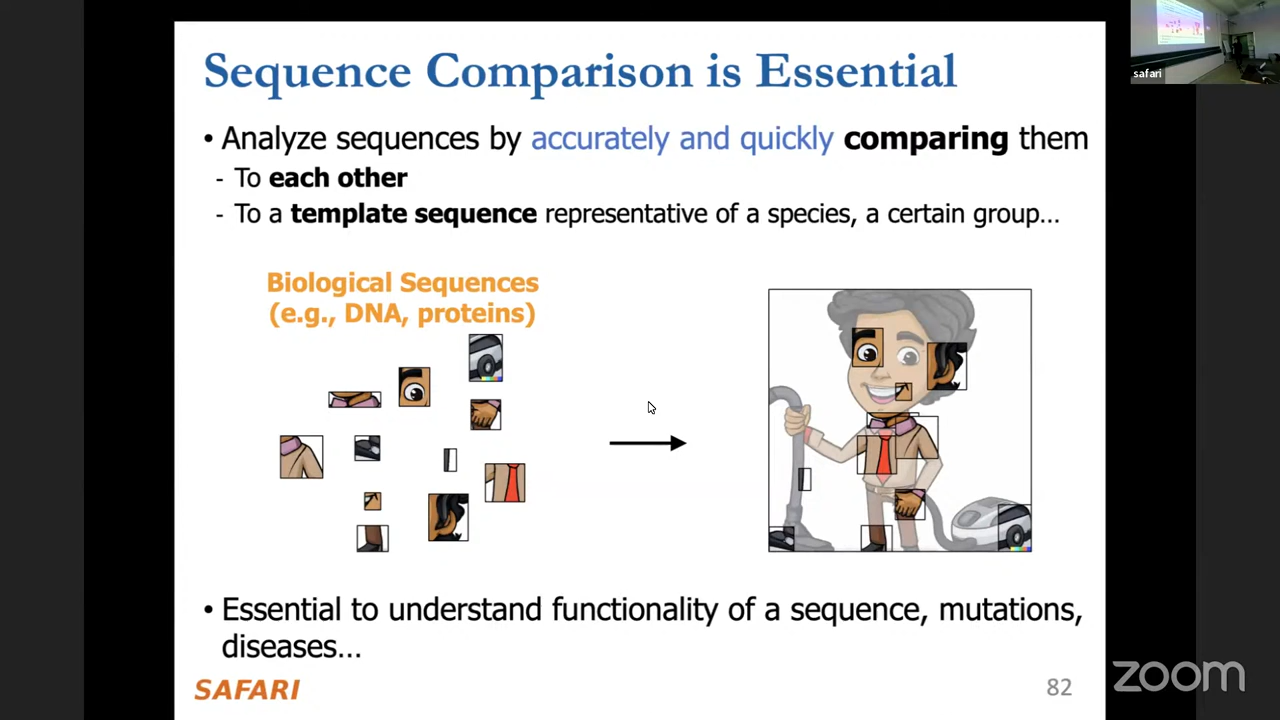 Sequence Comparison is Essential
• Analyze sequences by accurately and quickly comparing them
- To each other
- To a template sequence representative of a species, a certain group…
Biological Sequences
(e.g., DNA, proteins)
• Essential to understand functionality of a sequence, mutations,
diseases…
SAFARI
82
safari
zoom